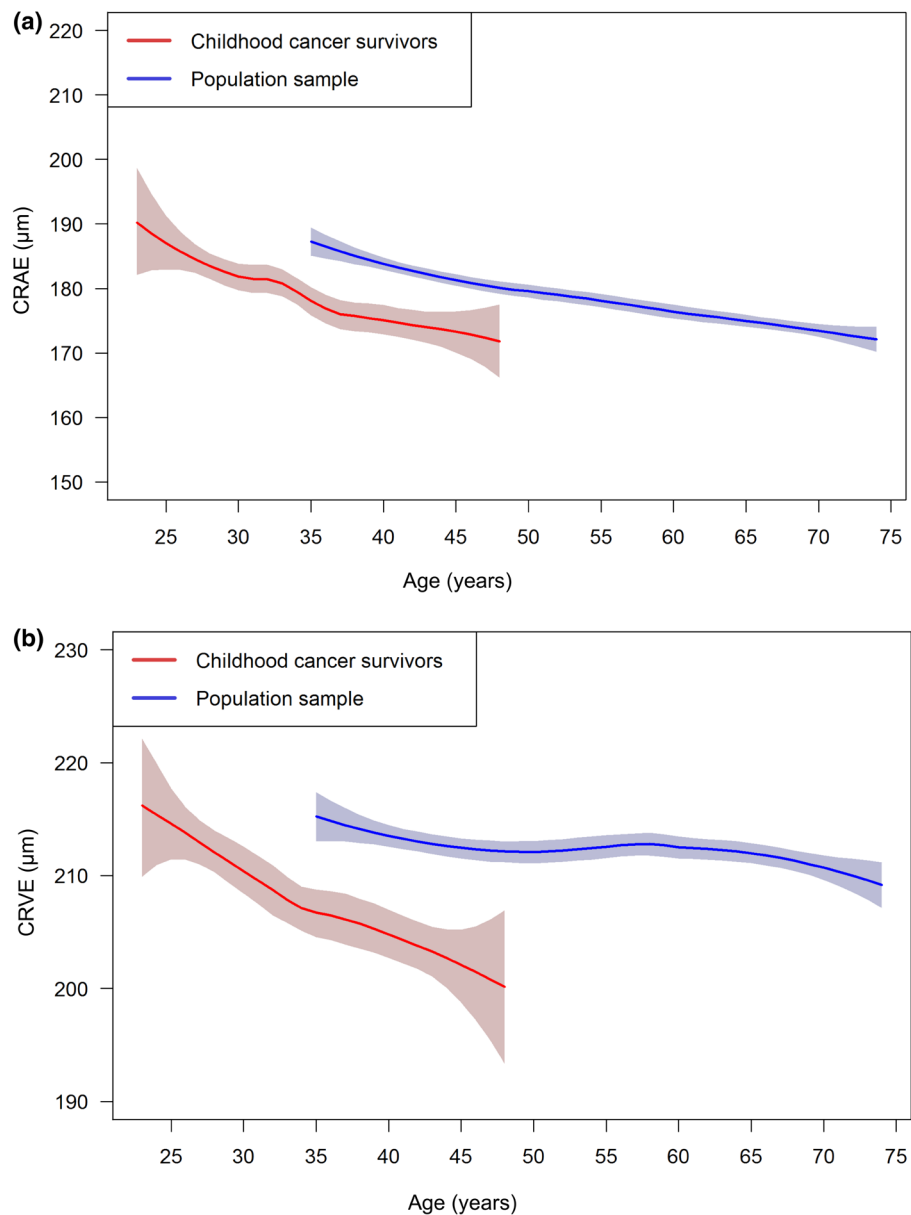 (a)
Childhood cancer survivors
Population sample
220
210
200
190
180
170
160
150
CRAE (µm)
25 30 35 40 45 50 55 60 65 70 75
Age (years)
(b)
Childhood cancer survivors
Population sample
230
220
210
200
190
CRVE (µm)
25 30 35 40 45 50 55 60 65 70 75
Age (years)